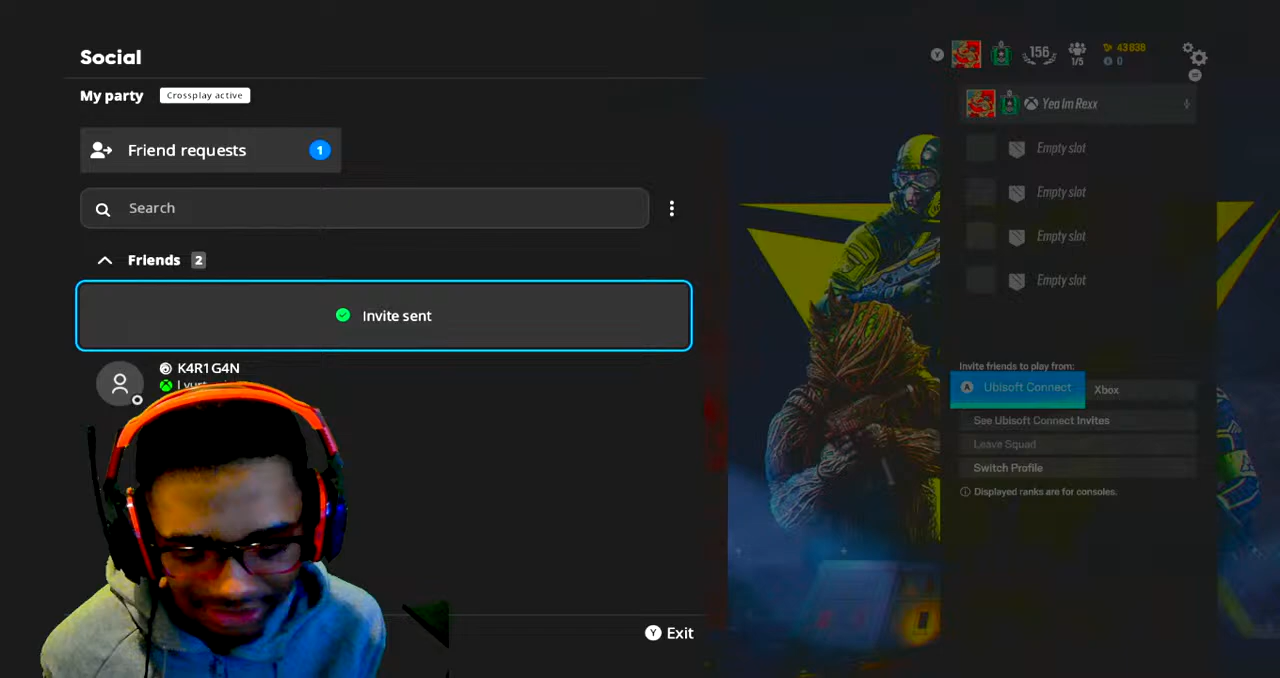 Social
My party
Crossplay active
Friend requests
1
Search
Friends 2
Invite sent
K4R1G4N
Y Exit
Y 156 1/5 43 838
0
Yea Im Rexx
Empty slot
Empty slot
Empty slot
Empty slot
Invite friends to play from:
A Ubisoft Connect
Xbox
See Ubisoft Connect Invites
Leave Squad
Switch Profile
Displayed ranks are for consoles.